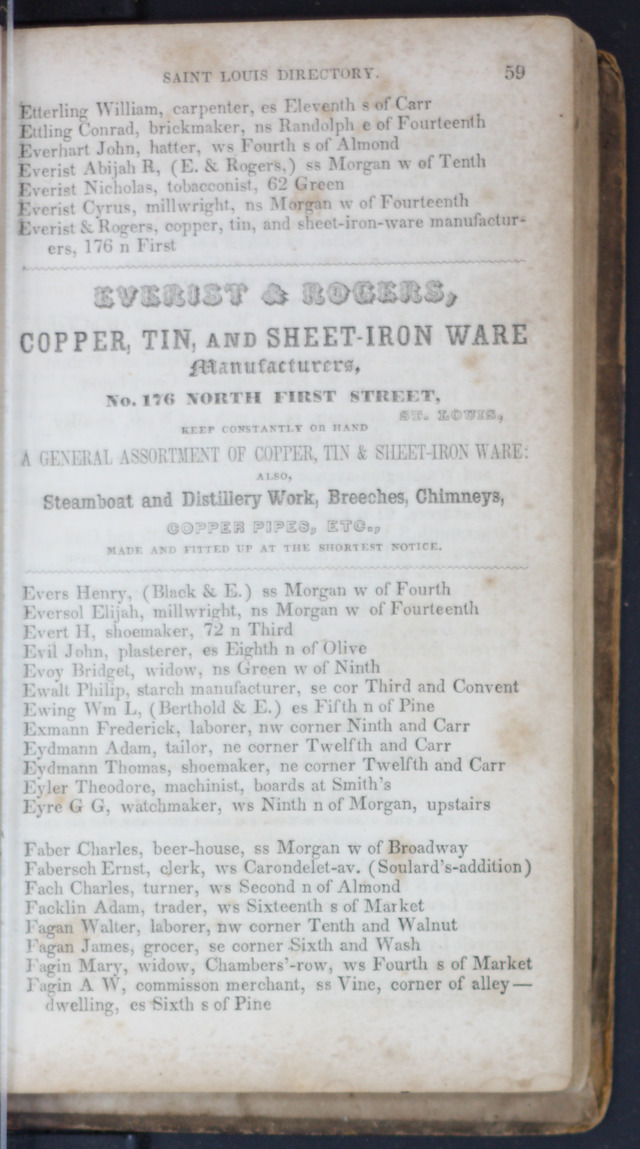 SAINT LOUIS DIRECTORY. 59
Etterling William, carpenter, es Eleventh s of Carr
Ettling Conrad, brickmaker, ns Randolph e of Fourteenth
Everhart John, hatter, ws Fourth s of Almond
Everist Abijah R, (E. & Rogers,) ss Morgan w of Tenth
Everist Nicholas, tobacconist, 62 Green
Everist Cyrus, millwright, ns Morgan w of Fourteenth
Everist & Rogers, copper, tin, and sheet-iron-ware manufactur-
ers, 176 n First
EVERIST & ROGERS,
COPPER, TIN, AND SHEET-IRON WARE
Manufacturers,
No. 176 NORTH FIRST STREET,
ST. LOUIS,
KEEP CONSTANTLY ON HAND
A GENERAL ASSORTMENT OF COPPER, TIN & SHEET-IRON WARE:
ALSO,
Steamboat and Distillery Work, Breeches, Chimneys,
COPPER PIPES, ETC.,
MADE AND FITTED UP AT THE SHORTEST NOTICE.
Evers Henry, (Black & E.) ss Morgan w of Fourth
Eversol Elijah, millwright, ns Morgan w of Fourteenth
Evert H, shoemaker, 72 n Third
Evil John, plasterer, es Eighth n of Olive
Evoy Bridget, widow, ns Green w of Ninth
Ewalt Philip, starch manufacturer, se cor Third and Convent
Ewing Wm L, (Berthold & E.) es Fifth n of Pine
Exmann Frederick, laborer, nw corner Ninth and Carr
Eydmann Adam, tailor, ne corner Twelfth and Carr
Eydmann Thomas, shoemaker, ne corner Twelfth and Carr
Eyler Theodore, machinist, boards at Smith's
Eyre G G, watchmaker, ws Ninth n of Morgan, upstairs
Faber Charles, beer-house, ss Morgan w of Broadway
Fabersch Ernst, clerk, ws Carondelet-av. (Soulard's-addition)
Fach Charles, turner, ws Second n of Almond
Facklin Adam, trader, ws Sixteenth s of Market
Fagan Walter, laborer, nw corner Tenth and Walnut
Fagan James, grocer, se corner Sixth and Wash
Fagin Mary, widow, Chambers'-row, ws Fourth s of Market
Fagin A W, commisson merchant, ss Vine, corner of alley—
dwelling, es Sixth s of Pine